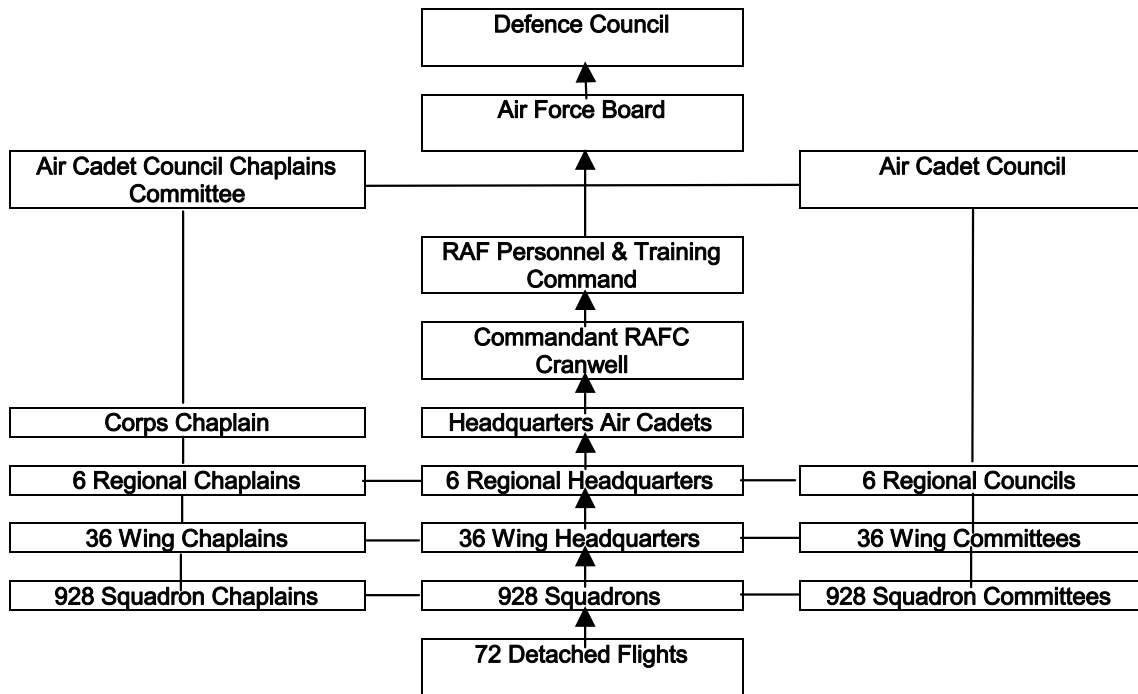 Defence Council
Air Force Board
Air Cadet Council Chaplains
Committee
Air Cadet Council
RAF Personnel & Training
Command
Commandant RAFC
Cranwell
Corps Chaplain
Headquarters Air Cadets
6 Regional Chaplains
6 Regional Headquarters
6 Regional Councils
36 Wing Chaplains
36 Wing Headquarters
36 Wing Committees
928 Squadron Chaplains
928 Squadrons
928 Squadron Committees
72 Detached Flights